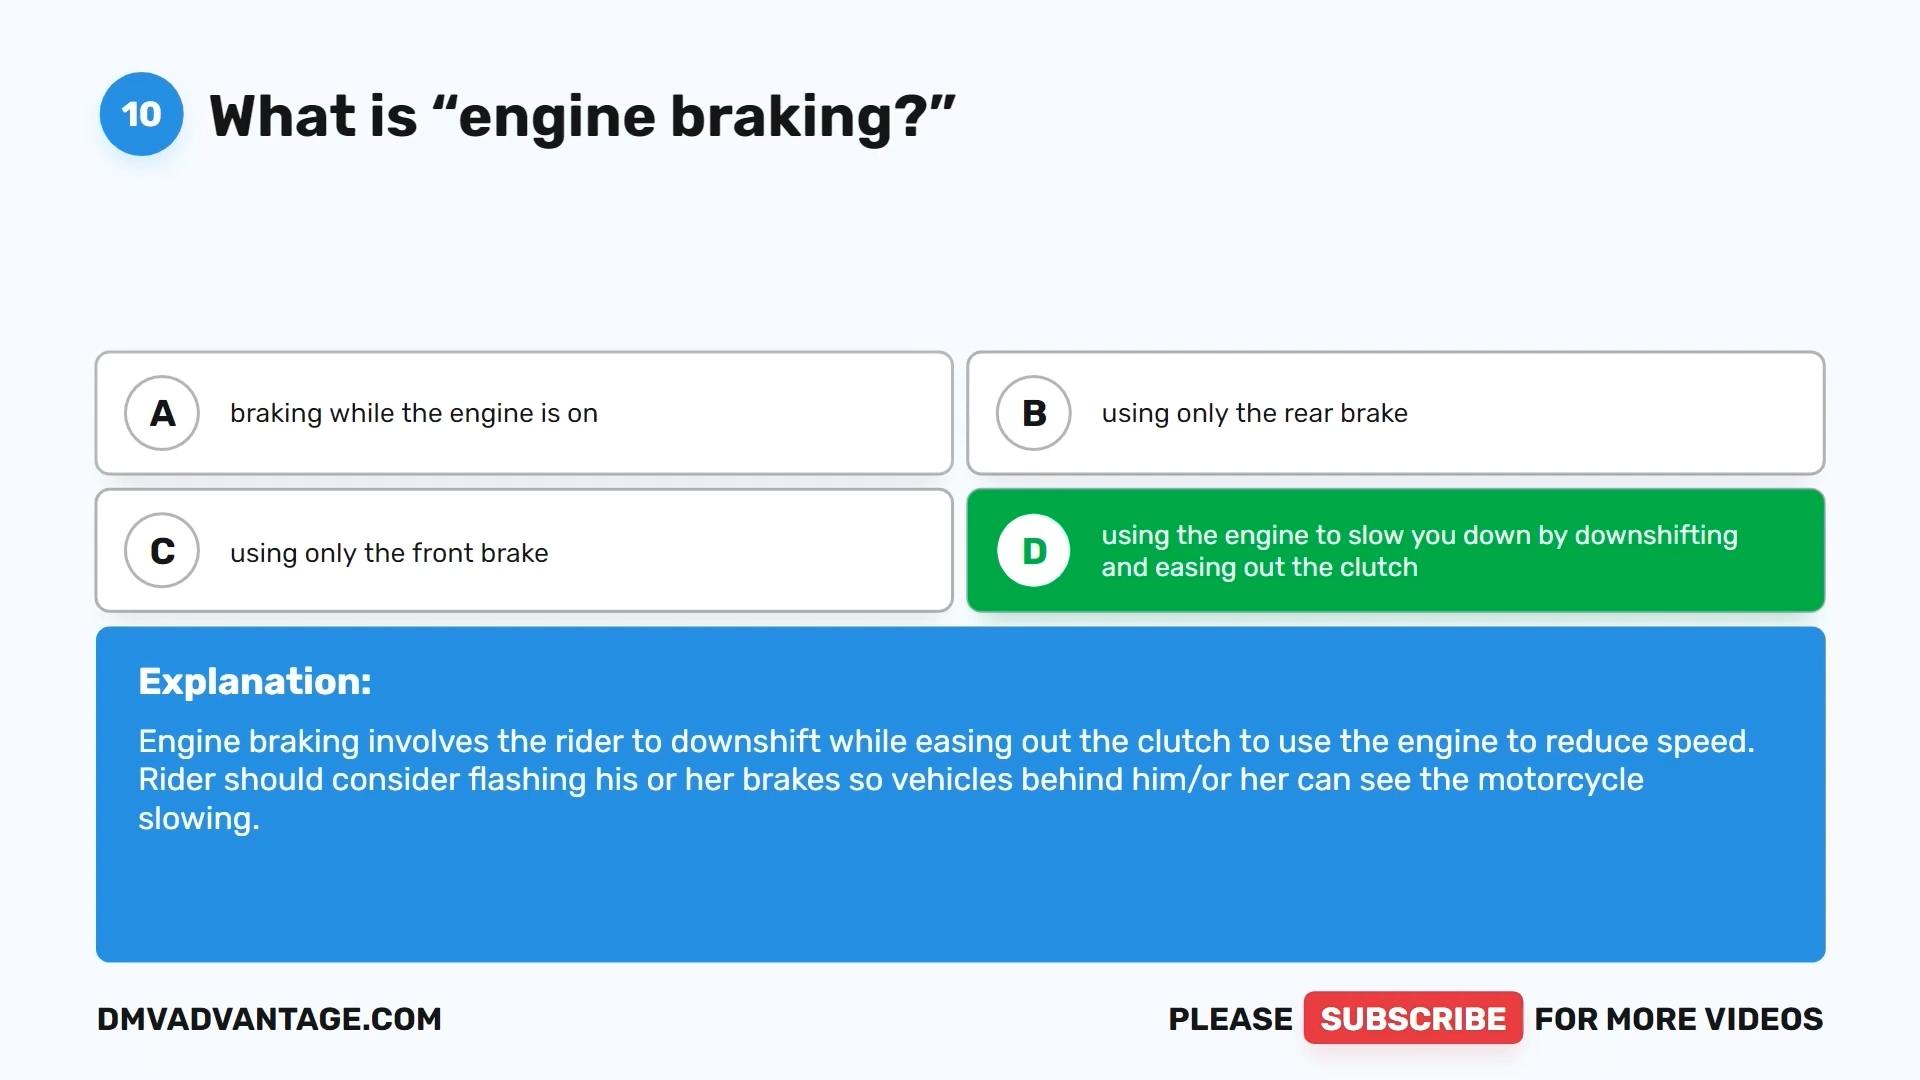 10 What is “engine braking?”
A braking while the engine is on
B using only the rear brake
C using only the front brake
D using the engine to slow you down by downshifting
and easing out the clutch
Explanation:
Engine braking involves the rider to downshift while easing out the clutch to use the engine to reduce speed.
Rider should consider flashing his or her brakes so vehicles behind him/or her can see the motorcycle
slowing.
DMVADVANTAGE.COM
PLEASE SUBSCRIBE FOR MORE VIDEOS